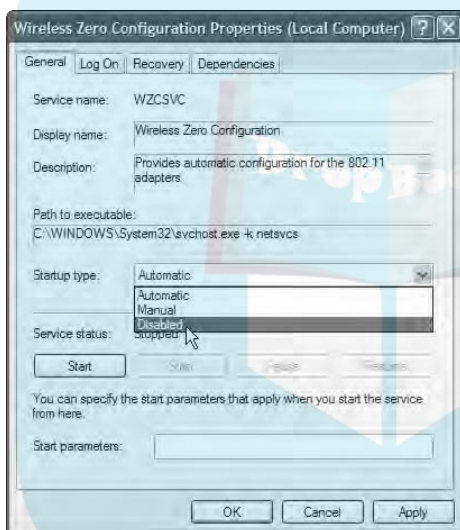 Wireless Zero Configuration Properties (Local Computer)
General Log On Recovery Dependencies
Service name: WZCSVC
Display name: Wireless Zero Configuration
Description: Provides automatic configuration for the 802.11
adapters
Path to executable:
C:\WINDOWS\System32\svchost.exe -k netsvcs
Startup type: Automatic
Automatic
Manual
Disabled
Service status: Stopped
Start Stop Pause Resume
You can specify the start parameters that apply when you start the service
from here.
Start parameters:
OK Cancel Apply